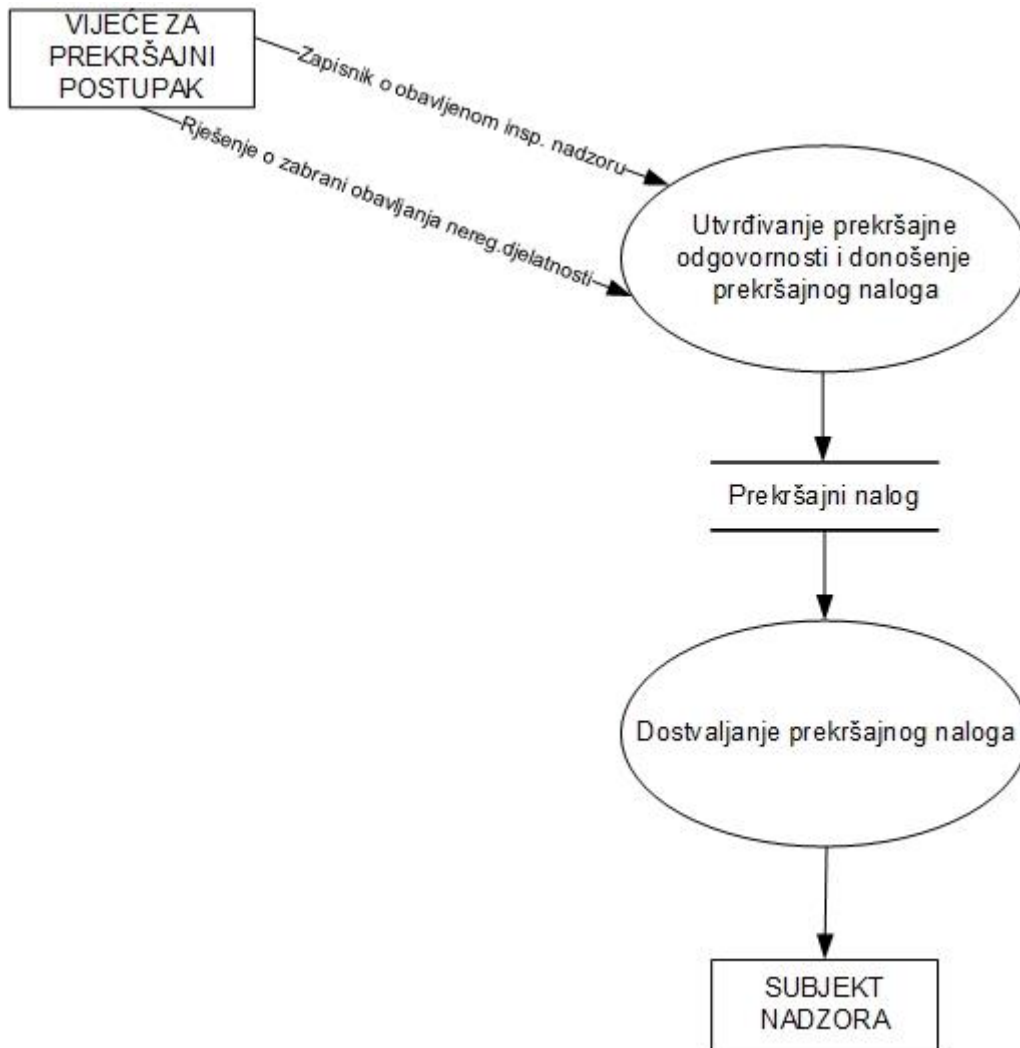 VIJEĆE ZA
PREKRŠAJNI
POSTUPAK
Zapisnik o obavljenom insp. nadzoru
Rješenje o zabrani obavljanja nereg.djelatnosti
Utvrđivanje prekršajne
odgovornosti i donošenje
prekršajnog naloga
Prekršajni nalog
Dostvaljanje prekršajnog naloga
SUBJEKT
NADZORA